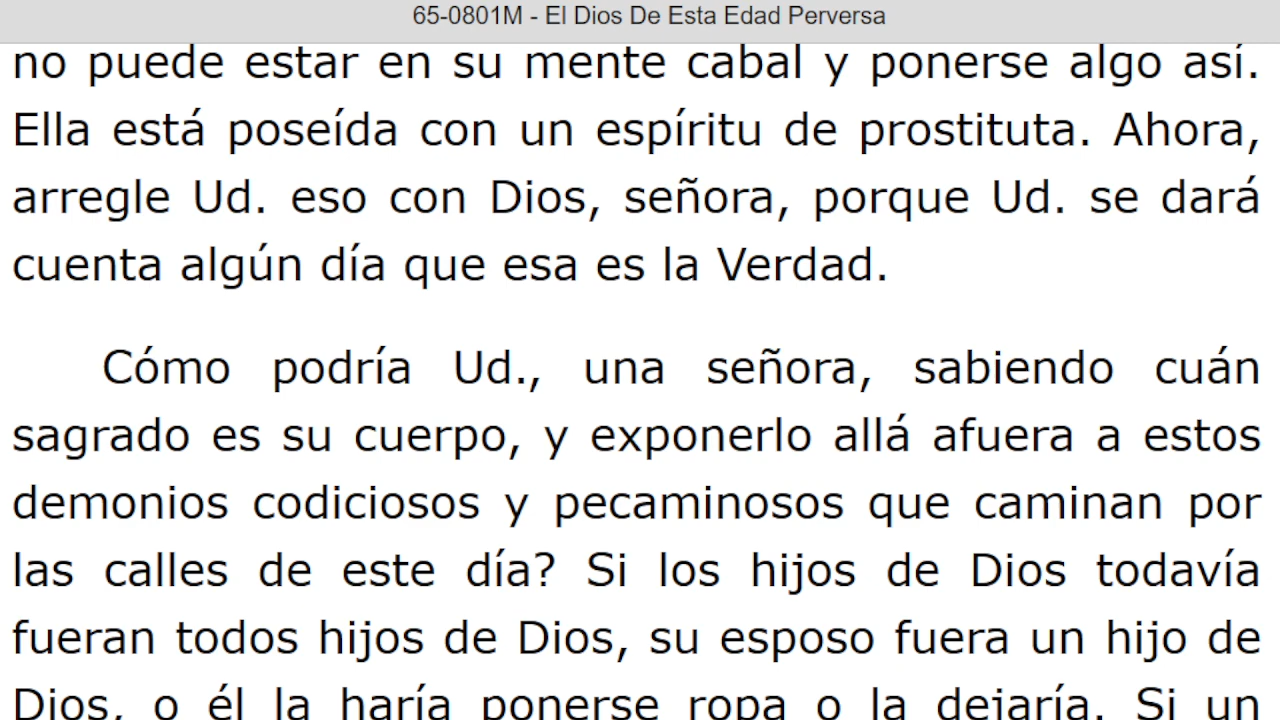 65-0801M - El Dios De Esta Edad Perversa
no puede estar en su mente cabal y ponerse algo así.
Ella está poseída con un espíritu de prostituta. Ahora,
arregle Ud. eso con Dios, señora, porque Ud. se dará
cuenta algún día que esa es la Verdad.
Cómo podría Ud., una señora, sabiendo cuán
sagrado es su cuerpo, y exponerlo allá afuera a estos
demonios codiciosos y pecaminosos que caminan por
las calles de este día? Si los hijos de Dios todavía
fueran todos hijos de Dios, su esposo fuera un hijo de
Dios, o él la haría ponerse ropa o la dejaría. Si un